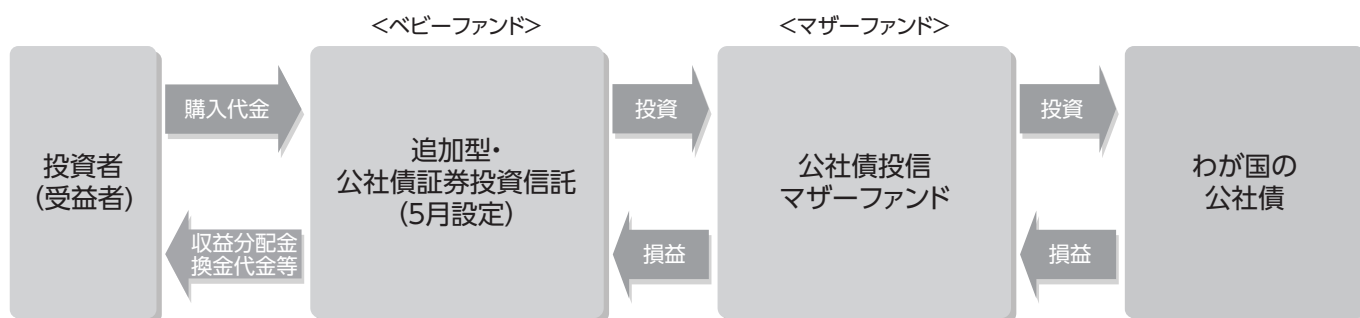 <ベビーファンド>
<マザーファンド>
投資者
(受益者)
購入代金
収益分配金
換金代金等
追加型・
公社債証券投資信託
(5月設定)
投資
損益
公社債投信
マザーファンド
投資
損益
わが国の
公社債